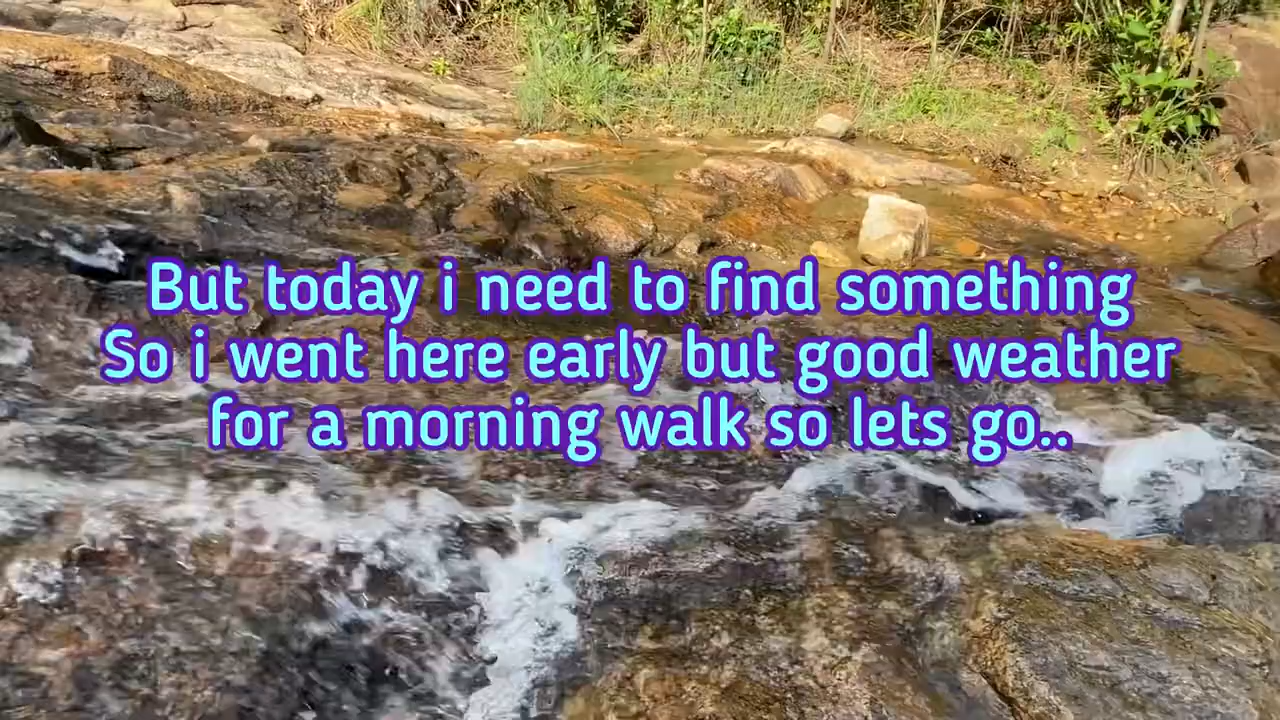 But today i need to find something
So i went here early but good weather
for a morning walk so lets go..